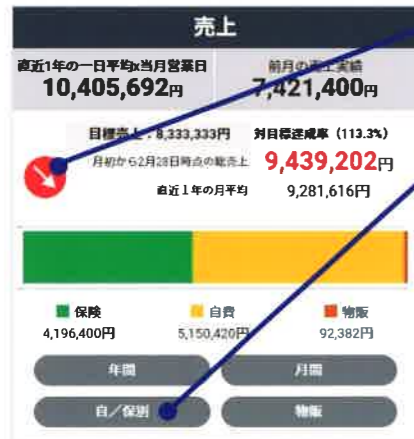 売上
直近1年の一日平均x当月営業日
10,405,692円
前月の売上実績
7,421,400円
目標売上:8,333,333円
対目標達成率(113.3%)
月初から2月28日時点の総売上
9,439,202円
直近1年の月平均
9,281,616円
保険
4,196,400円
自費
5,150,420円
物販
92,382円
年間
月間
自/保別
物販